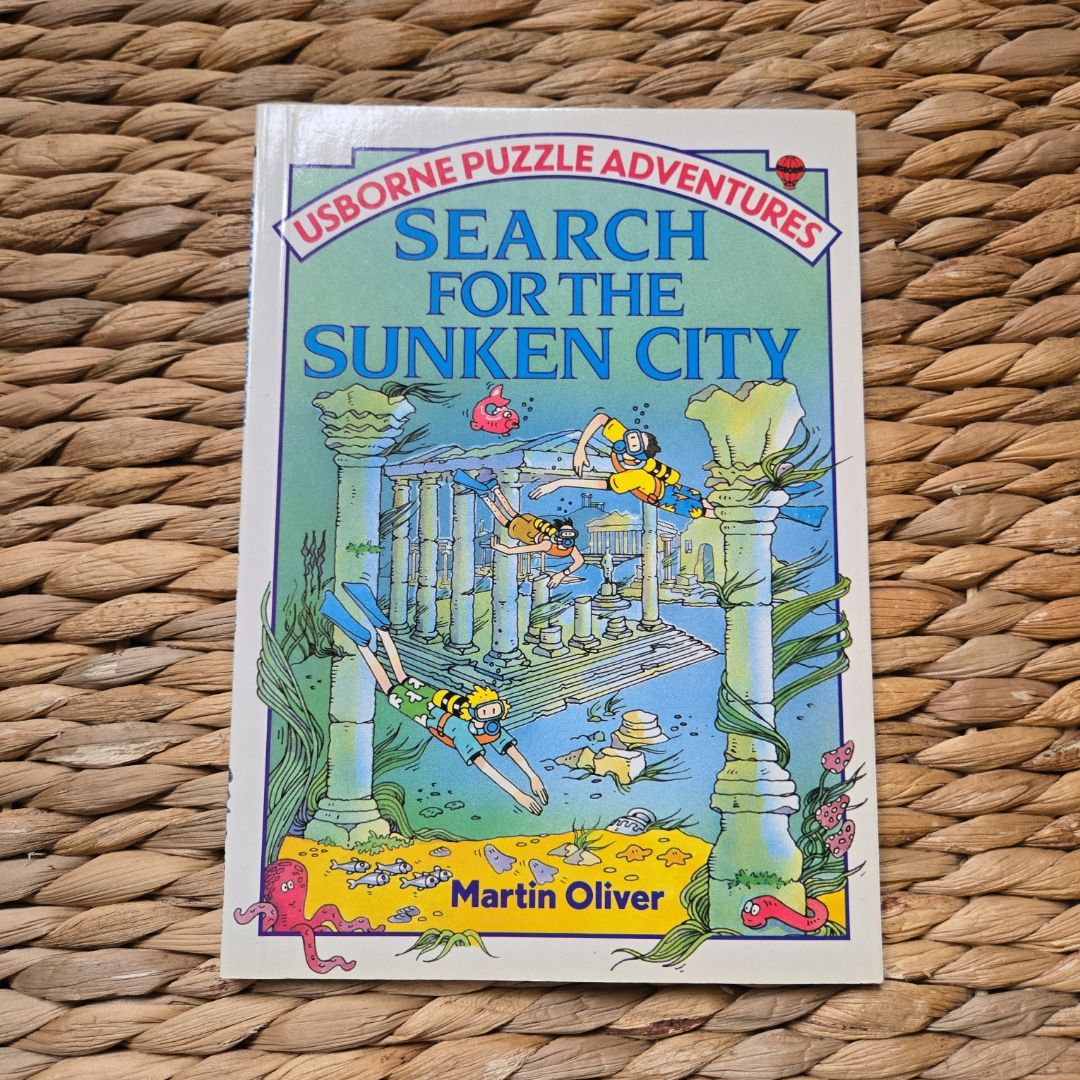 USBORNE PUZZLE ADVENTURES
SEARCH
FOR THE
SUNKEN CITY
Martin Oliver